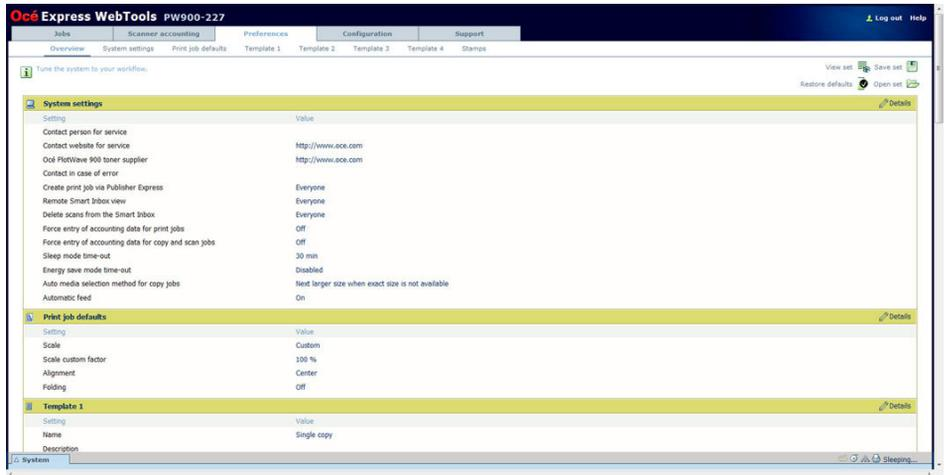 Océ Express WebTools PW900-227
Log out Help
Jobs Scanner accounting Preferences Configuration Support
Overview System settings Print job defaults Template 1 Template 2 Template 3 Template 4 Stamps
Tune the system to your workflow.
View set Save set
Restore defaults Open set
System settings Details
Setting Value
Contact person for service
Contact website for service http://www.oce.com
Océ PlotWave 900 toner supplier http://www.oce.com
Contact in case of error
Create print job via Publisher Express Everyone
Remote Smart Inbox view Everyone
Delete scans from the Smart Inbox Everyone
Force entry of accounting data for print jobs Off
Force entry of accounting data for copy and scan jobs Off
Sleep mode time-out 30 min
Energy save mode time-out Disabled
Auto media selection method for copy jobs Next larger size when exact size is not available
Automatic feed On
Print job defaults Details
Setting Value
Scale Custom
Scale custom factor 100 %
Alignment Center
Folding Off
Template 1 Details
Setting Value
Name Single copy
Description
System Sleeping...